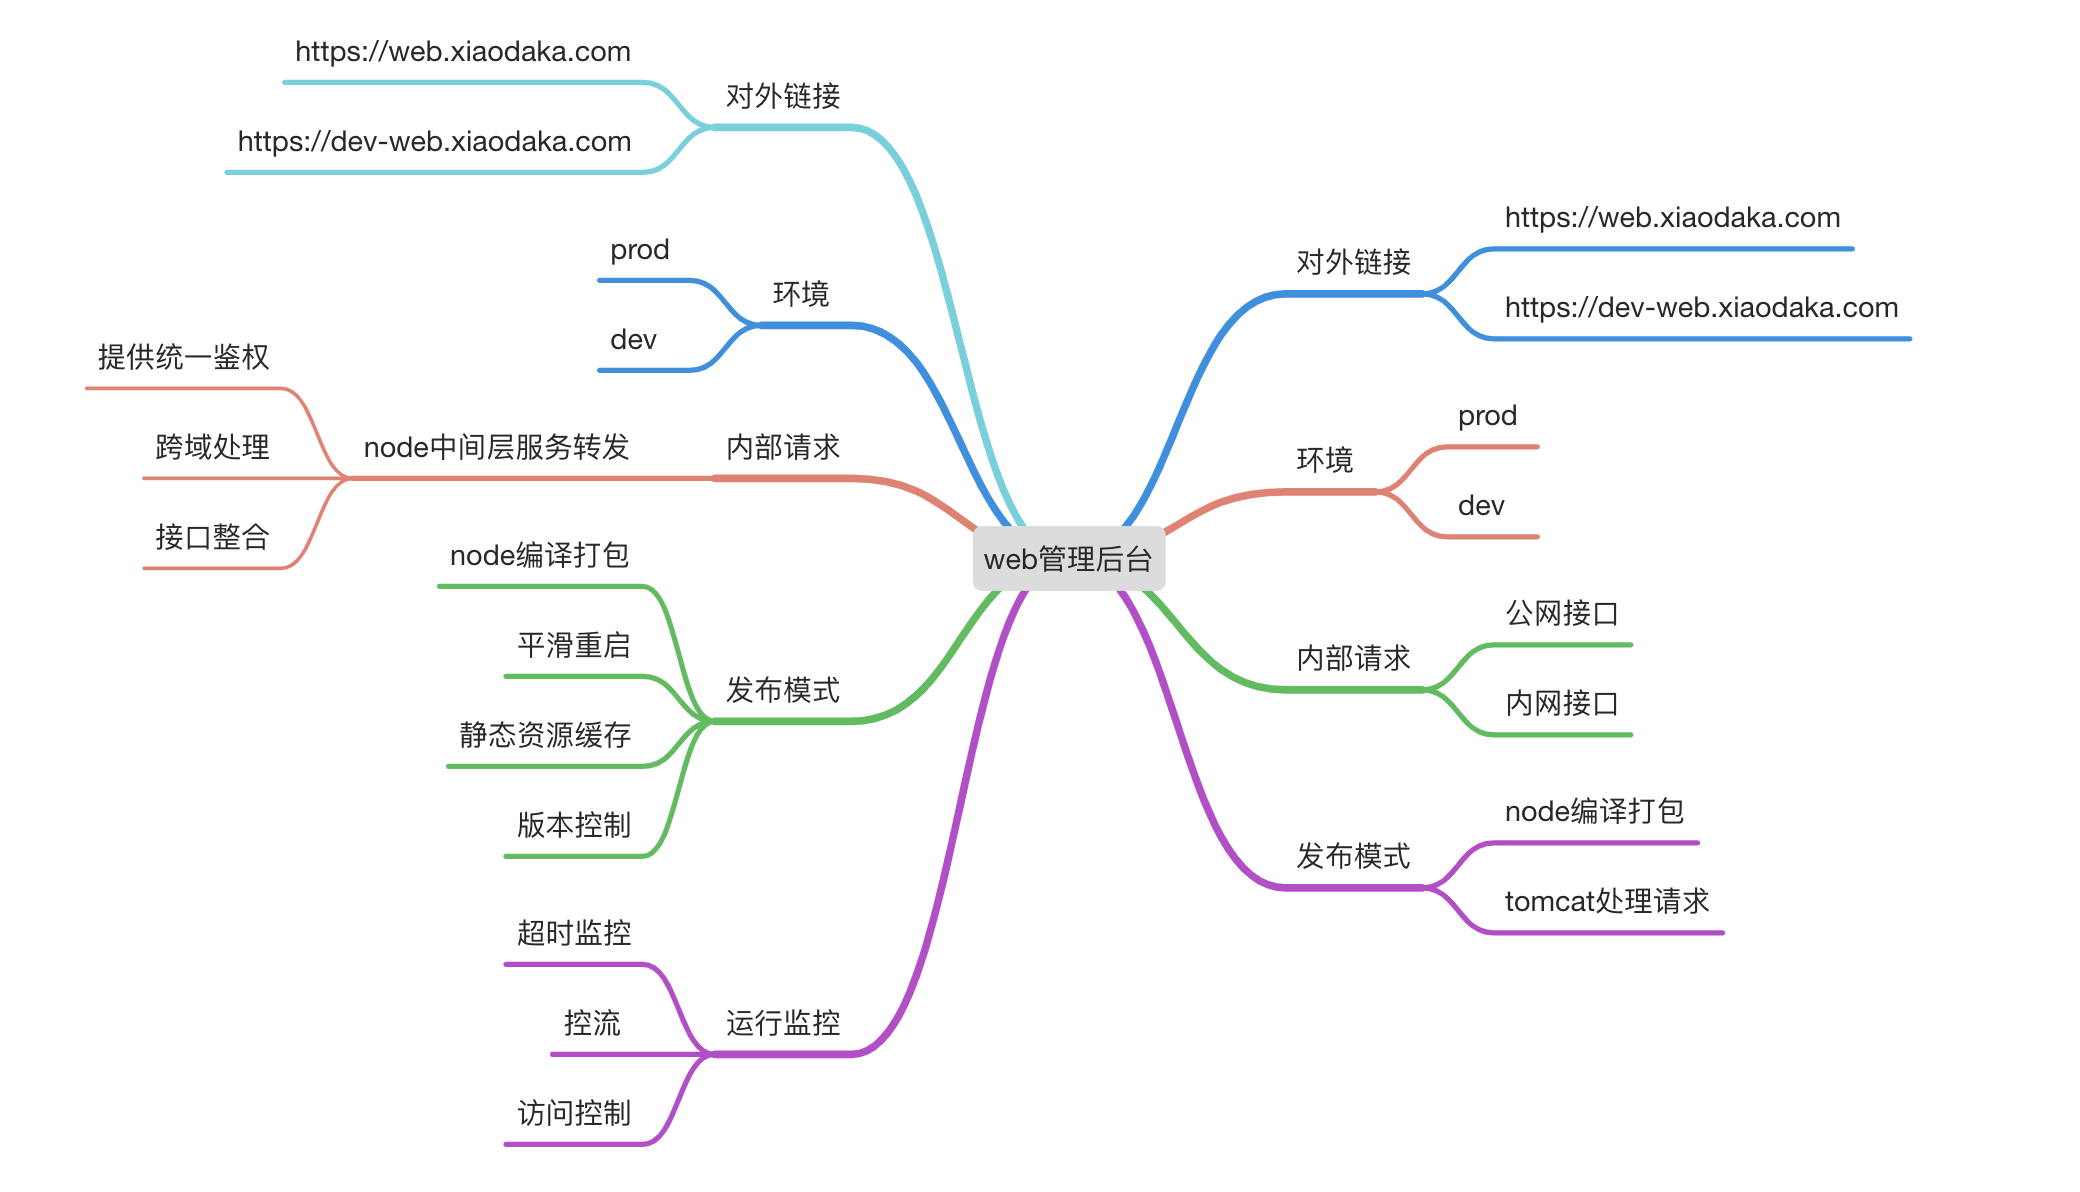 https://web.xiaodaka.com
对外链接
https://dev-web.xiaodaka.com
prod
环境
dev
提供统一鉴权
跨域处理
node中间层服务转发
内部请求
接口整合
node编译打包
平滑重启
发布模式
静态资源缓存
版本控制
超时监控
控流
运行监控
访问控制
web管理后台
https://web.xiaodaka.com
对外链接
https://dev-web.xiaodaka.com
prod
环境
dev
公网接口
内部请求
内网接口
node编译打包
发布模式
tomcat处理请求